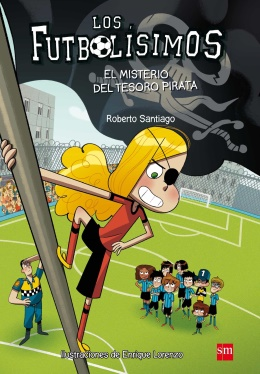 LOS
FUTBOLÍSIMOS
EL MISTERIO
DEL TESORO PIRATA
Roberto Santiago
Ilustraciones de Enrique Lorenzo
sm